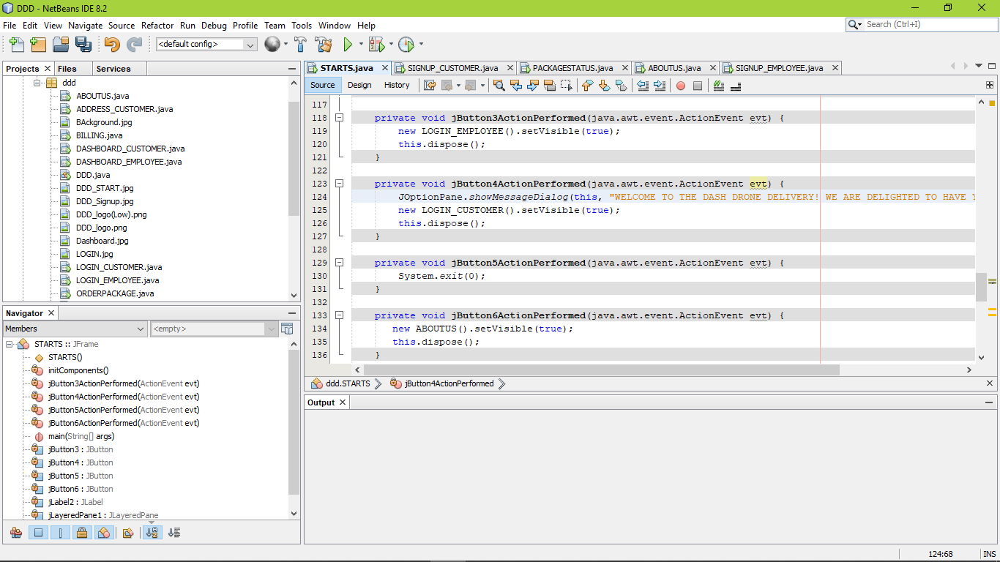 DDD - NetBeans IDE 8.2
File Edit View Navigate Source Refactor Run Debug Profile Team Tools Window Help
Search (Ctrl+I)
<default config>
Projects Files Services
ddd
ABOUTUS.java
ADDRESS_CUSTOMER.java
BAckground.jpg
BILLING.java
DASHBOARD_CUSTOMER.java
DASHBOARD_EMPLOYEE.java
DDD.java
DDD_START.jpg
DDD_Signup.jpg
DDD_logo(Low).png
DDD_logo.png
Dashboard.jpg
LOGIN.jpg
LOGIN_CUSTOMER.java
LOGIN_EMPLOYEE.java
ORDERPACKAGE.java
Navigator
Members <empty>
STARTS :: JFrame
STARTS()
initComponents()
jButton3ActionPerformed(ActionEvent evt)
jButton4ActionPerformed(ActionEvent evt)
jButton5ActionPerformed(ActionEvent evt)
jButton6ActionPerformed(ActionEvent evt)
main(String[] args)
jButton3 : JButton
jButton4 : JButton
jButton5 : JButton
jButton6 : JButton
jLabel2 : JLabel
jLayeredPane1 : JLayeredPane
STARTS.java SIGNUP_CUSTOMER.java PACKAGESTATUS.java ABOUTUS.java SIGNUP_EMPLOYEE.java
Source Design History
117
118 private void jButton3ActionPerformed(java.awt.event.ActionEvent evt) {
119 new LOGIN_EMPLOYEE().setVisible(true);
120 this.dispose();
121 }
122
123 private void jButton4ActionPerformed(java.awt.event.ActionEvent evt) {
124 JOptionPane.showMessageDialog(this, "WELCOME TO THE DASH DRONE DELIVERY! WE ARE DELIGHTED TO HAVE Y
125 new LOGIN_CUSTOMER().setVisible(true);
126 this.dispose();
127 }
128
129 private void jButton5ActionPerformed(java.awt.event.ActionEvent evt) {
130 System.exit(0);
131 }
132
133 private void jButton6ActionPerformed(java.awt.event.ActionEvent evt) {
134 new ABOUTUS().setVisible(true);
135 this.dispose();
136 }
ddd.STARTS jButton4ActionPerformed
Output
124:68 INS